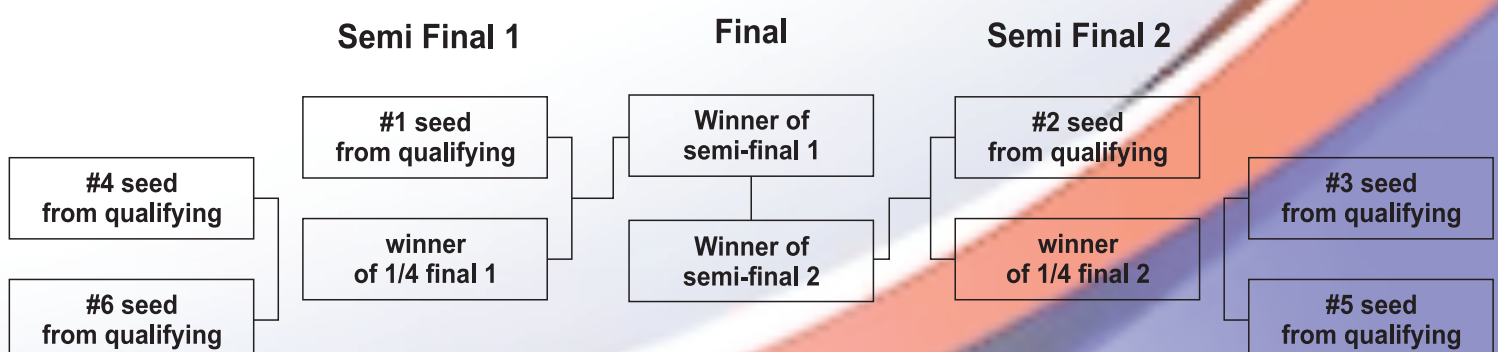 Semi Final 1
Final
Semi Final 2
#1 seed
from qualifying
Winner of
semi-final 1
#2 seed
from qualifying
#4 seed
from qualifying
#3 seed
from qualifying
winner
of 1/4 final 1
Winner of
semi-final 2
winner
of 1/4 final 2
#6 seed
from qualifying
#5 seed
from qualifying